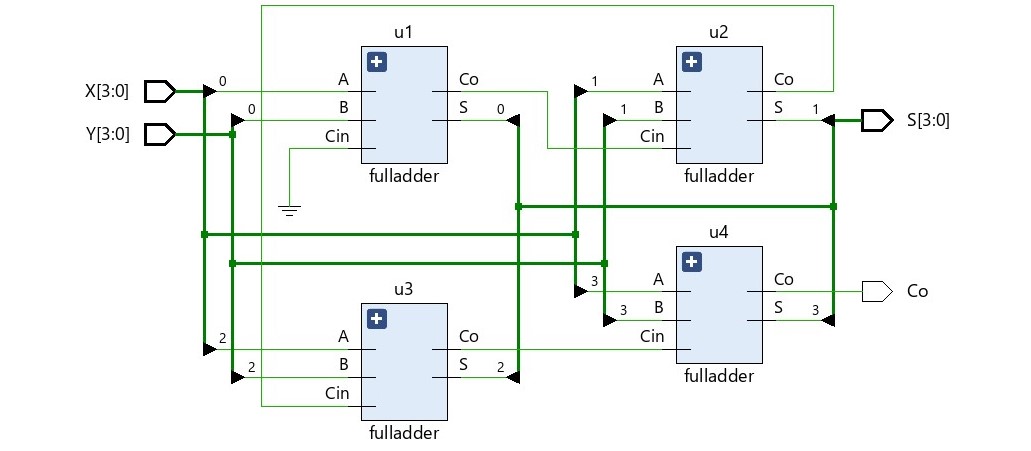 u1
u2
X[3:0]
0
A
Co
1
A
Co
0
B
S
0
1
B
S
1
S[3:0]
Y[3:0]
Cin
Cin
fulladder
fulladder
u4
3
A
Co
Co
u3
3
B
S
3
2
A
Co
Cin
2
B
S
2
fulladder
Cin
fulladder